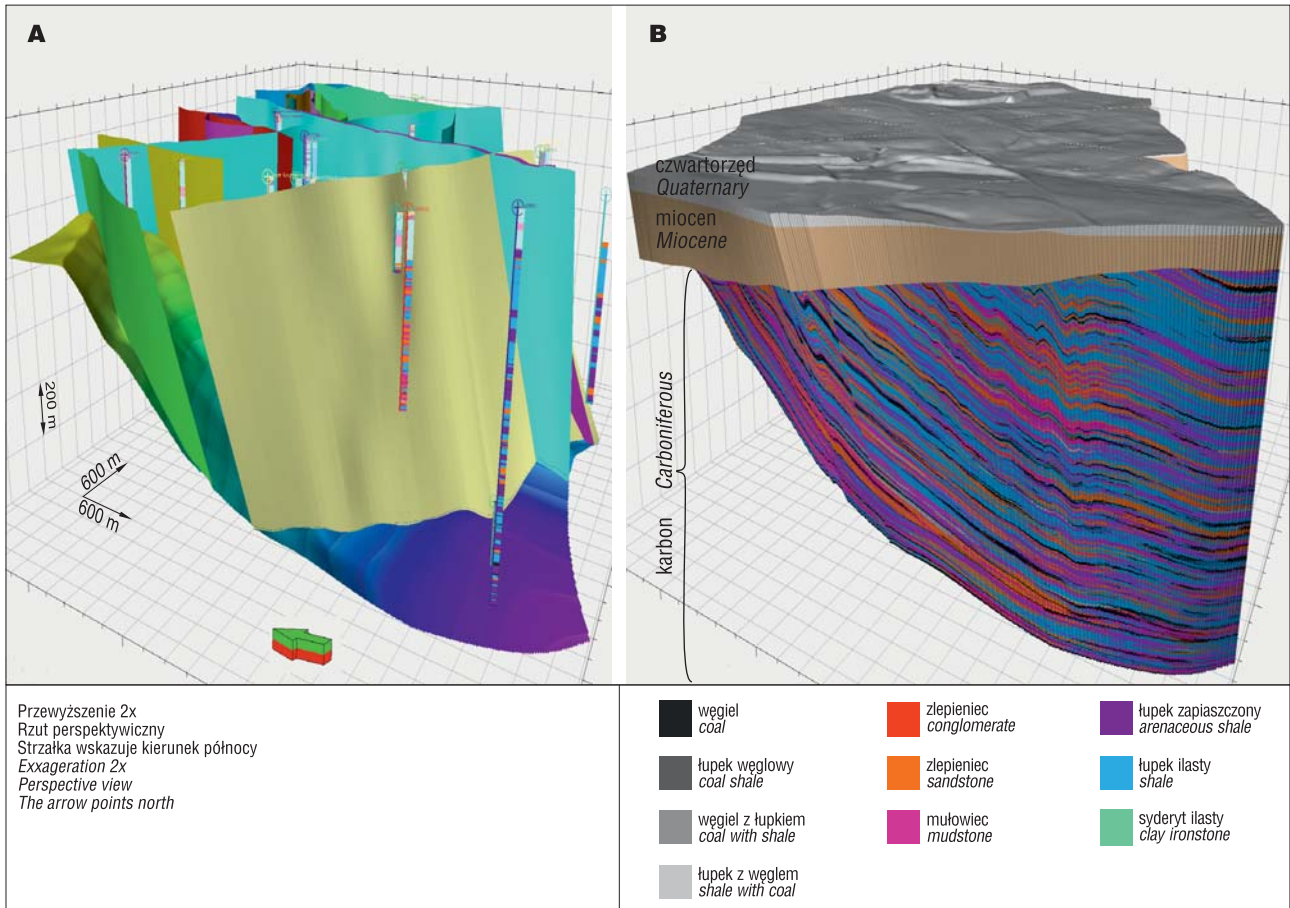 A
B
czwartorzęd
Quaternary
miocen
Miocene
karbon
Carboniferous
200 m
600 m
600 m
Przewyższenie 2x
Rzut perspektywiczny
Strzałka wskazuje kierunek północy
Exxageration 2x
Perspective view
The arrow points north
węgiel
coal
łupek węglowy
coal shale
węgiel z łupkiem
coal with shale
łupek z węglem
shale with coal
zlepieniec
conglomerate
zlepieniec
sandstone
mułowiec
mudstone
łupek zapiaszczony
arenaceous shale
łupek ilasty
shale
syderyt ilasty
clay ironstone